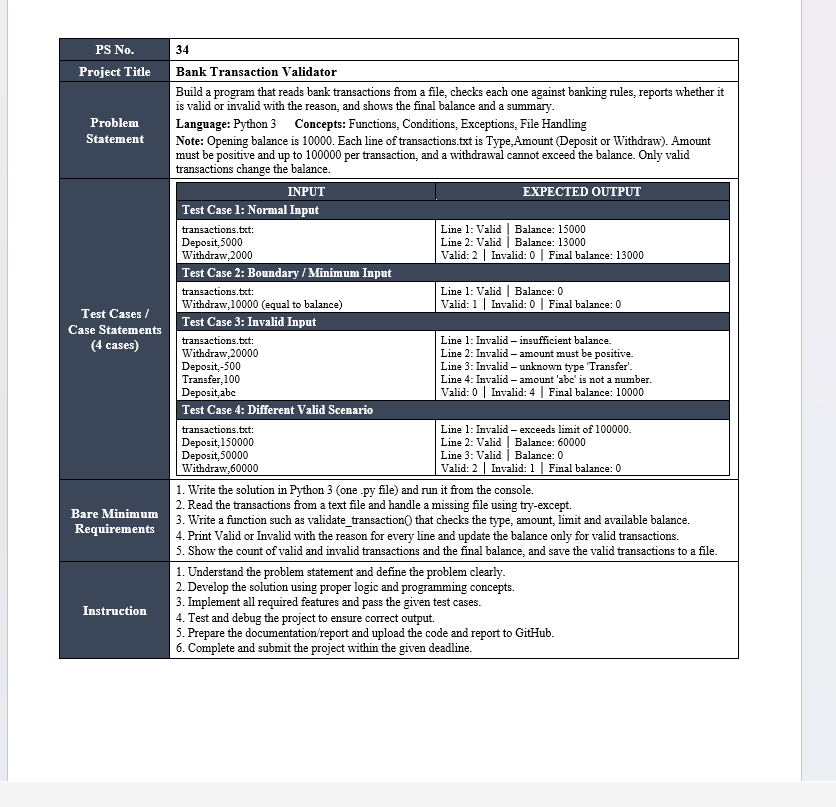 PS No.
34
Project Title
Bank Transaction Validator
Problem
Statement
Build a program that reads bank transactions from a file, checks each one against banking rules, reports whether it
is valid or invalid with the reason, and shows the final balance and a summary.
Language: Python 3 Concepts: Functions, Conditions, Exceptions, File Handling
Note: Opening balance is 10000. Each line of transactions.txt is Type,Amount (Deposit or Withdraw). Amount
must be positive and up to 100000 per transaction, and a withdrawal cannot exceed the balance. Only valid
transactions change the balance.
Test Cases /
Case Statements
(4 cases)
INPUT
EXPECTED OUTPUT
Test Case 1: Normal Input
transactions.txt:
Deposit,5000
Withdraw,2000
Line 1: Valid | Balance: 15000
Line 2: Valid | Balance: 13000
Valid: 2 | Invalid: 0 | Final balance: 13000
Test Case 2: Boundary / Minimum Input
transactions.txt:
Withdraw,10000 (equal to balance)
Line 1: Valid | Balance: 0
Valid: 1 | Invalid: 0 | Final balance: 0
Test Case 3: Invalid Input
transactions.txt:
Withdraw,20000
Deposit,-500
Transfer,100
Deposit,abc
Line 1: Invalid – insufficient balance.
Line 2: Invalid – amount must be positive.
Line 3: Invalid – unknown type 'Transfer'.
Line 4: Invalid – amount 'abc' is not a number.
Valid: 0 | Invalid: 4 | Final balance: 10000
Test Case 4: Different Valid Scenario
transactions.txt:
Deposit,150000
Deposit,50000
Withdraw,60000
Line 1: Invalid – exceeds limit of 100000.
Line 2: Valid | Balance: 60000
Line 3: Valid | Balance: 0
Valid: 2 | Invalid: 1 | Final balance: 0
Bare Minimum
Requirements
1. Write the solution in Python 3 (one .py file) and run it from the console.
2. Read the transactions from a text file and handle a missing file using try-except.
3. Write a function such as validate_transaction() that checks the type, amount, limit and available balance.
4. Print Valid or Invalid with the reason for every line and update the balance only for valid transactions.
5. Show the count of valid and invalid transactions and the final balance, and save the valid transactions to a file.
Instruction
1. Understand the problem statement and define the problem clearly.
2. Develop the solution using proper logic and programming concepts.
3. Implement all required features and pass the given test cases.
4. Test and debug the project to ensure correct output.
5. Prepare the documentation/report and upload the code and report to GitHub.
6. Complete and submit the project within the given deadline.